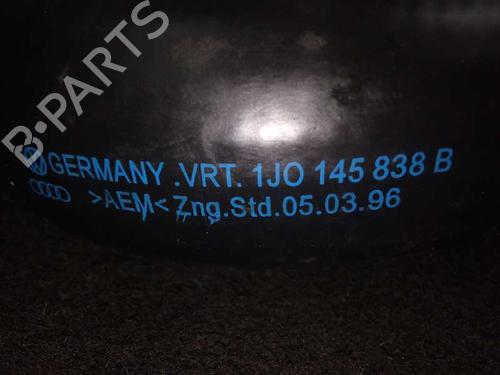 B-PARTS
GERMANY .VRT. 1JO 145 838 B
>AEM< Zng.Std.05.03.96